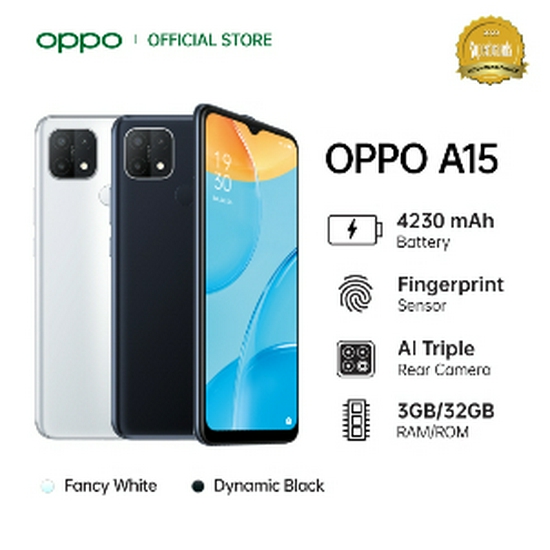 oppo | OFFICIAL STORE
Superbrands
OPPO A15
4230 mAh
Battery
Fingerprint
Sensor
AI Triple
Rear Camera
3GB/32GB
RAM/ROM
19
30
Fancy White
Dynamic Black